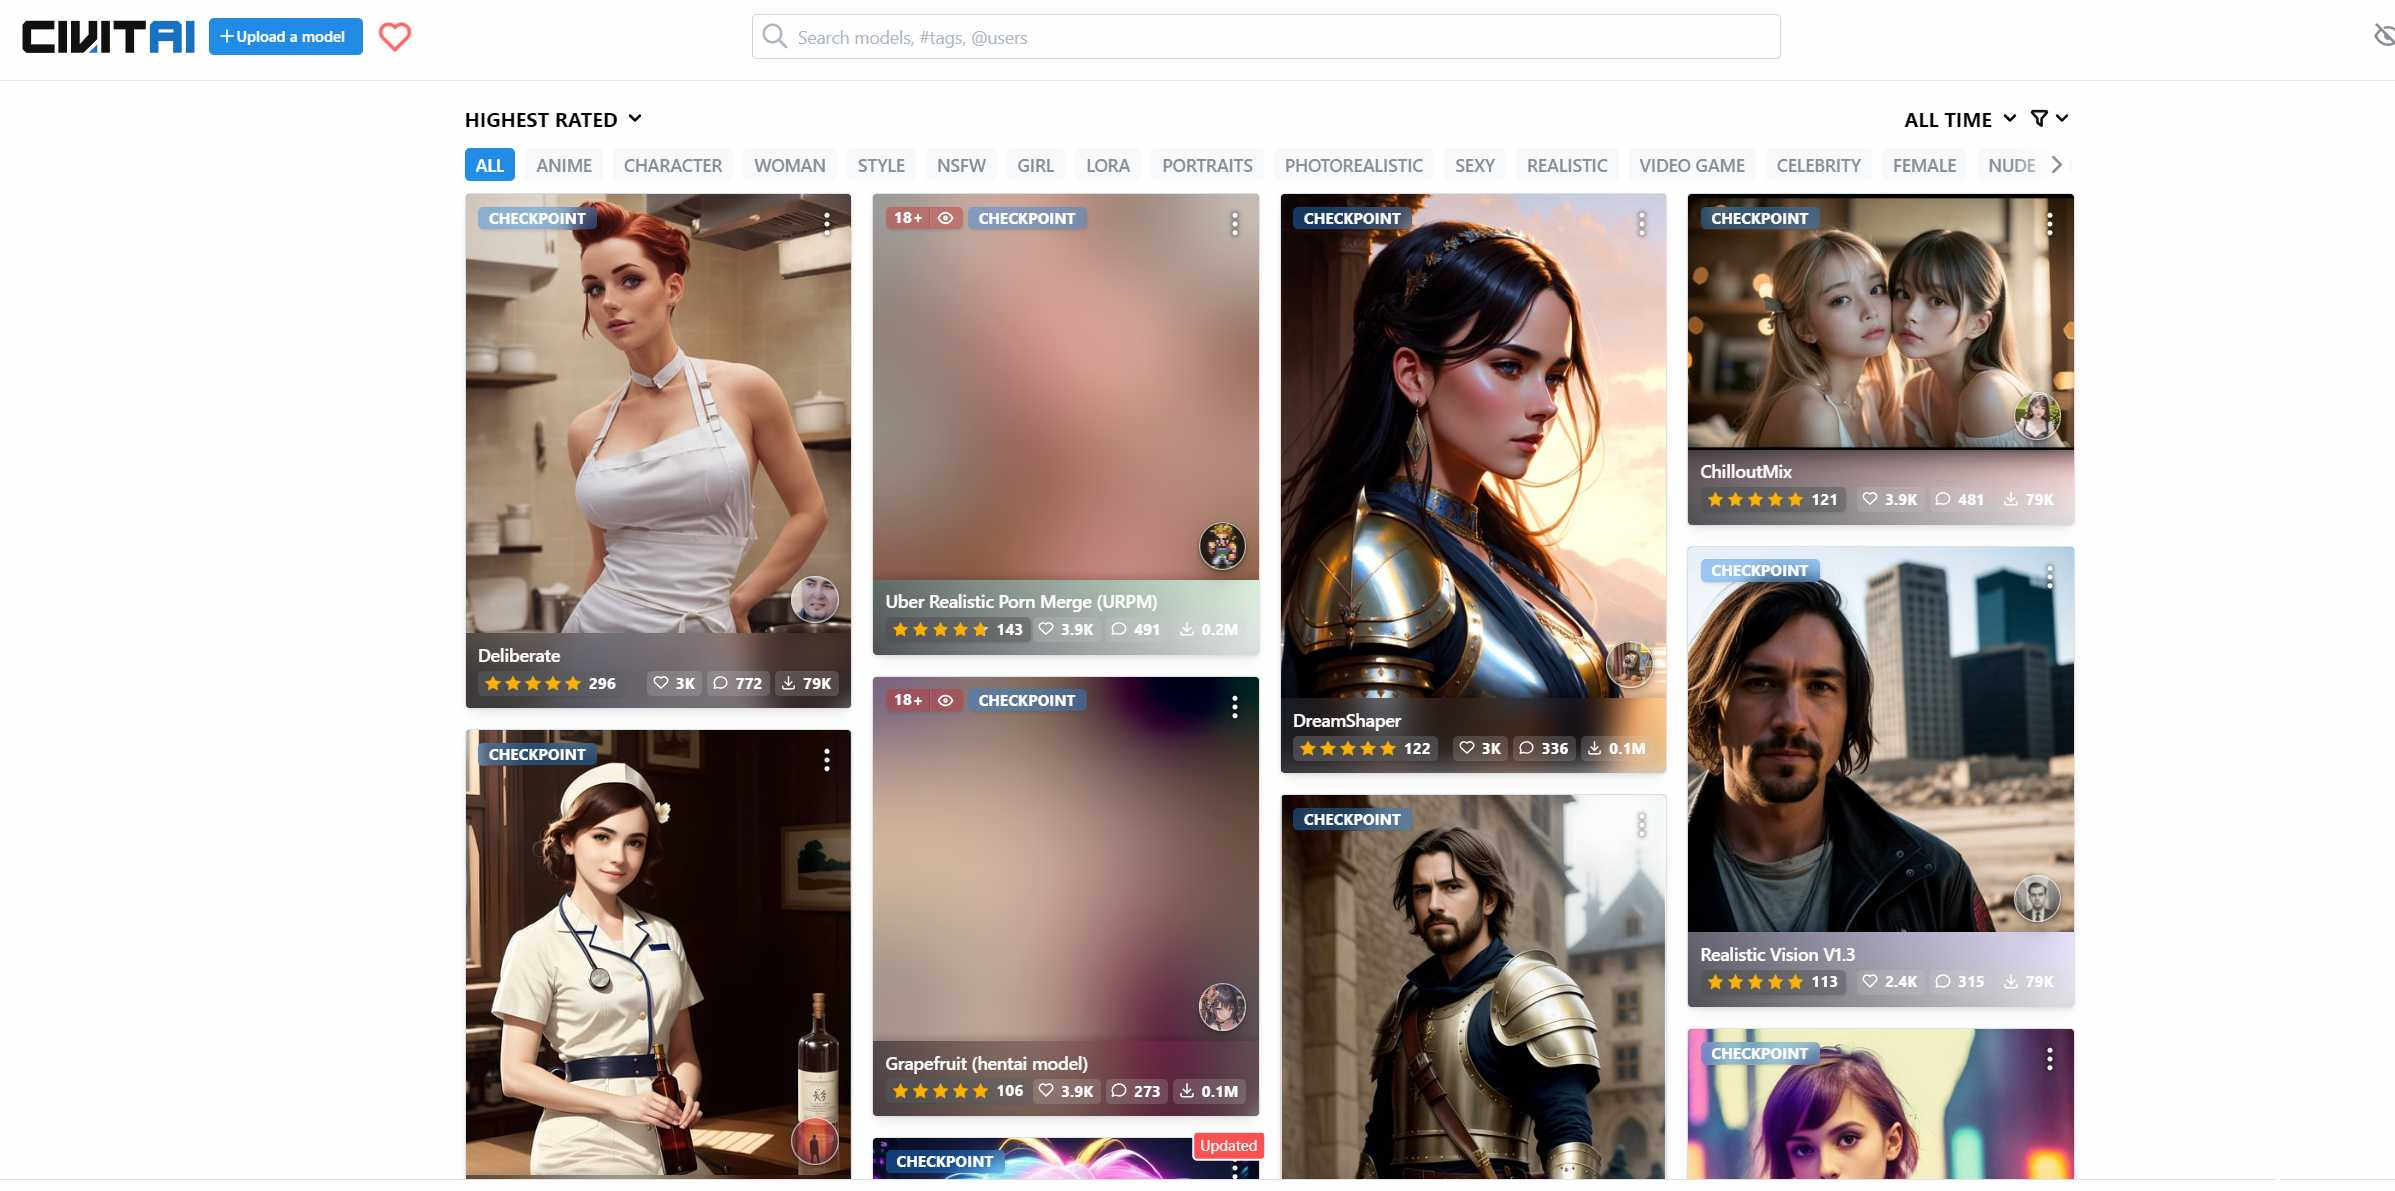 CIVITAI
Upload a model
Search models, #tags, @users
HIGHEST RATED
ALL TIME
ALL ANIME CHARACTER WOMAN STYLE NSFW GIRL LORA PORTRAITS PHOTOREALISTIC SEXY REALISTIC VIDEO GAME CELEBRITY FEMALE NUDE
CHECKPOINT
Deliberate
296 3K 772 79K
CHECKPOINT
18+ CHECKPOINT
Uber Realistic Porn Merge (URPM)
143 3.9K 491 0.2M
18+ CHECKPOINT
Grapefruit (hentai model)
106 3.9K 273 0.1M
Updated
CHECKPOINT
CHECKPOINT
DreamShaper
122 3K 336 0.1M
CHECKPOINT
CHECKPOINT
ChilloutMix
121 3.9K 481 79K
CHECKPOINT
Realistic Vision V1.3
113 2.4K 315 79K
CHECKPOINT